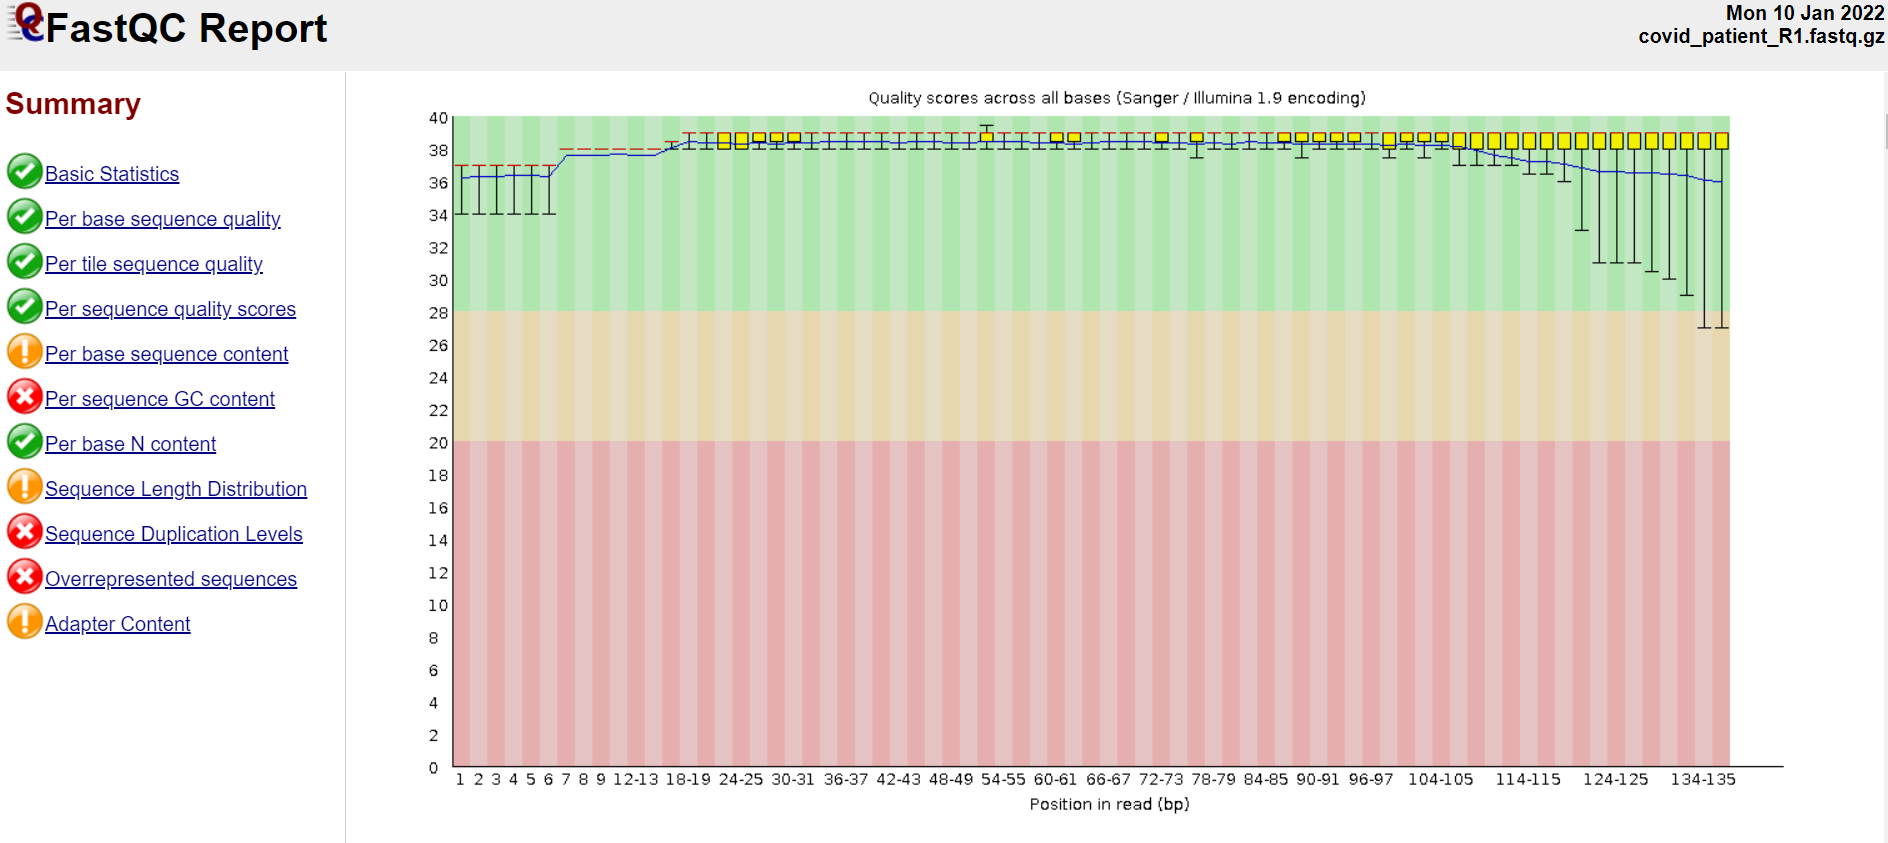 FastQC Report
Mon 10 Jan 2022
covid_patient_R1.fastq.gz
Summary
Basic Statistics
Per base sequence quality
Per tile sequence quality
Per sequence quality scores
Per base sequence content
Per sequence GC content
Per base N content
Sequence Length Distribution
Sequence Duplication Levels
Overrepresented sequences
Adapter Content
Quality scores across all bases (Sanger / Illumina 1.9 encoding)
40
38
36
34
32
30
28
26
24
22
20
18
16
14
12
10
8
6
4
2
0
1 2 3 4 5 6 7 8 9 12-13 18-19 24-25 30-31 36-37 42-43 48-49 54-55 60-61 66-67 72-73 78-79 84-85 90-91 96-97 104-105 114-115 124-125 134-135
Position in read (bp)